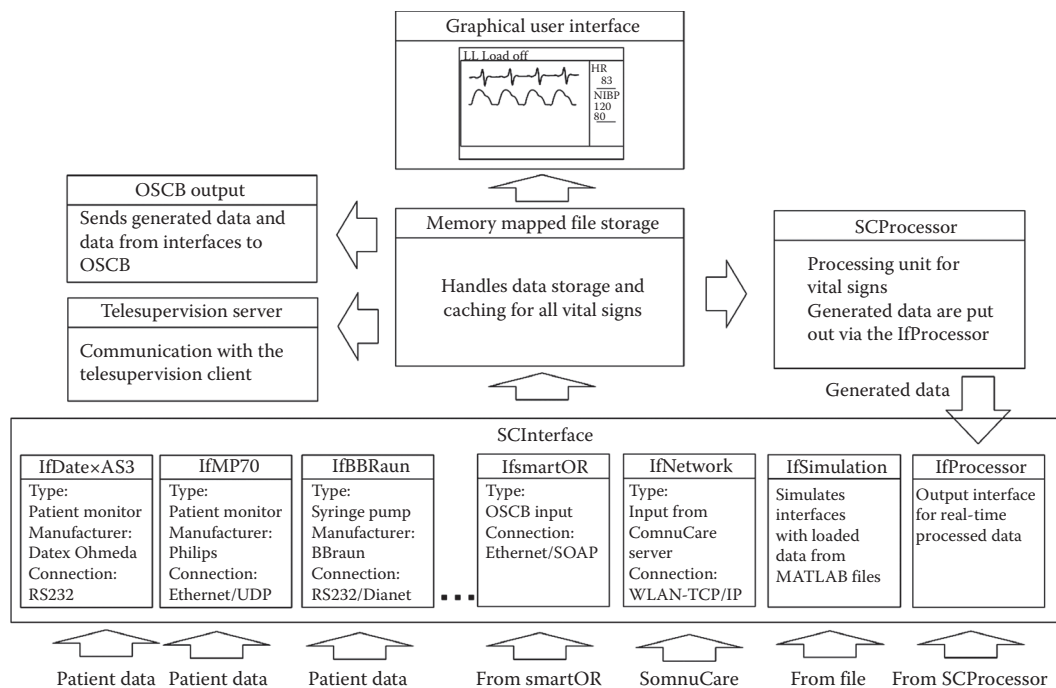 Graphical user interface
LL Load off
HR
83
NIBP
120
80
OSCB output
Sends generated data and
data from interfaces to
OSCB
Memory mapped file storage
Handles data storage and
caching for all vital signs
SCProcessor
Processing unit for
vital signs
Generated data are put
out via the IfProcessor
Telesupervision server
Communication with the
telesupervision client
Generated data
SCInterface
IfDate×AS3
Type:
Patient monitor
Manufacturer:
Datex Ohmeda
Connection:
RS232
IfMP70
Type:
Patient monitor
Manufacturer:
Philips
Connection:
Ethernet/UDP
IfBBRaun
Type:
Syringe pump
Manufacturer:
BBraun
Connection:
RS232/Dianet
...
IfsmartOR
Type:
OSCB input
Connection:
Ethernet/SOAP
IfNetwork
Type:
Input from
ComnuCare
server
Connection:
WLAN-TCP/IP
IfSimulation
Simulates
interfaces
with loaded
data from
MATLAB files
IfProcessor
Output interface
for real-time
processed data
Patient data
Patient data
Patient data
From smartOR
SomnuCare
From file
From SCProcessor